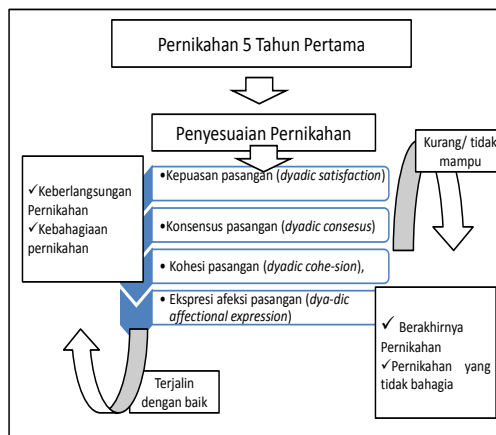 Pernikahan 5 Tahun Pertama
Penyesuaian Pernikahan
Kurang/ tidak
mampu
✓Keberlangsungan
Pernikahan
✓Kebahagiaan
pernikahan
•Kepuasan pasangan (dyadic satisfaction)
•Konsensus pasangan (dyadic consesus)
•Kohesi pasangan (dyadic cohe-sion),
•Ekspresi afeksi pasangan (dya-dic
affectional expression)
✓ Berakhirnya
Pernikahan
✓Pernikahan yang
tidak bahagia
Terjalin
dengan baik